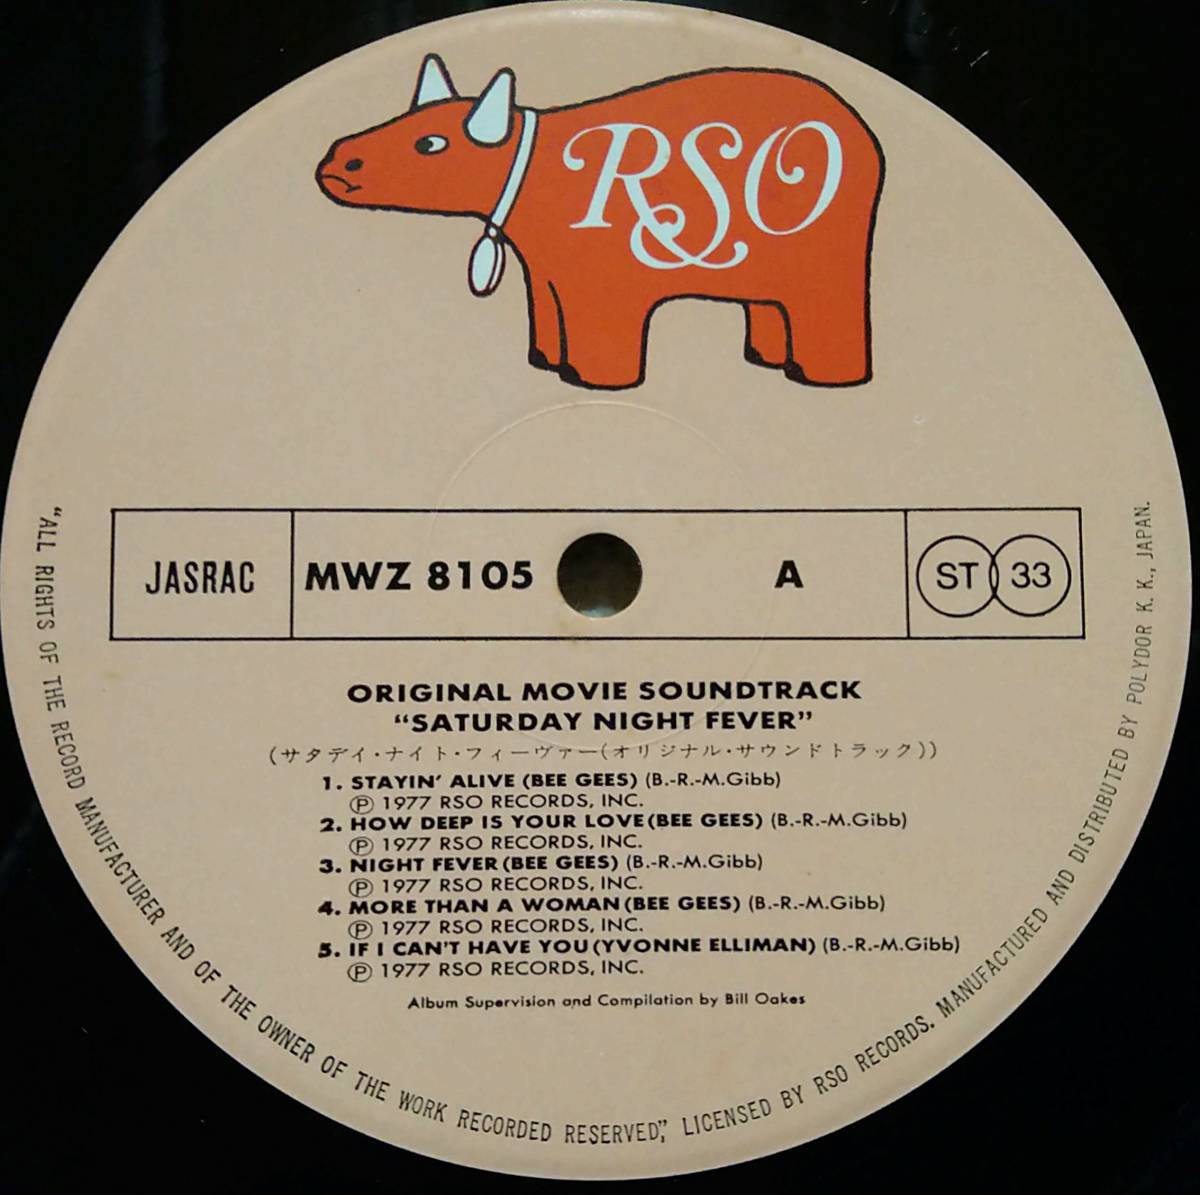 RSO
JASRAC
MWZ 8105
A
ST 33
ORIGINAL MOVIE SOUNDTRACK
“SATURDAY NIGHT FEVER”
(サタデイ・ナイト・フィーヴァー(オリジナル・サウンドトラック))
1. STAYIN' ALIVE (BEE GEES) (B.-R.-M.Gibb)
Ⓟ 1977 RSO RECORDS, INC.
2. HOW DEEP IS YOUR LOVE (BEE GEES) (B.-R.-M.Gibb)
Ⓟ 1977 RSO RECORDS, INC.
3. NIGHT FEVER (BEE GEES) (B.-R.-M.Gibb)
Ⓟ 1977 RSO RECORDS, INC.
4. MORE THAN A WOMAN (BEE GEES) (B.-R.-M.Gibb)
Ⓟ 1977 RSO RECORDS, INC.
5. IF I CAN'T HAVE YOU (YVONNE ELLIMAN) (B.-R.-M.Gibb)
Ⓟ 1977 RSO RECORDS, INC.
Album Supervision and Compilation by Bill Oakes
“ALL RIGHTS OF THE RECORD MANUFACTURER AND OF THE OWNER OF THE WORK RECORDED RESERVED”, LICENSED BY RSO RECORDS. MANUFACTURED AND DISTRIBUTED BY POLYDOR K. K., JAPAN.